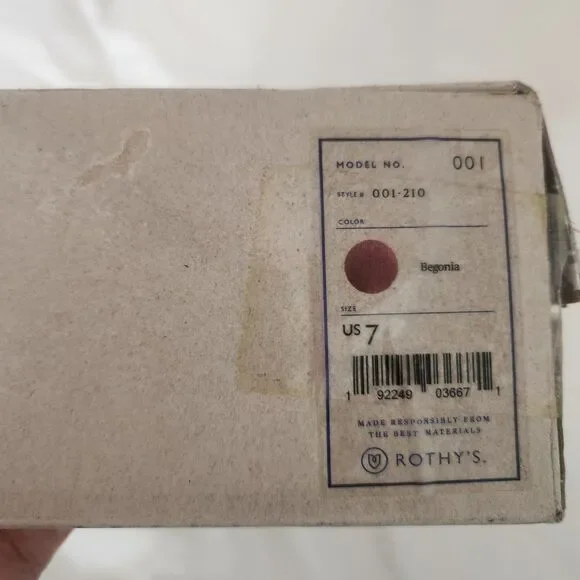 MODEL NO. 001
STYLE # 001-210
COLOR
Begonia
SIZE
US 7
1 92249 03667 1
MADE RESPONSIBLY FROM
THE BEST MATERIALS
ROTHY'S.